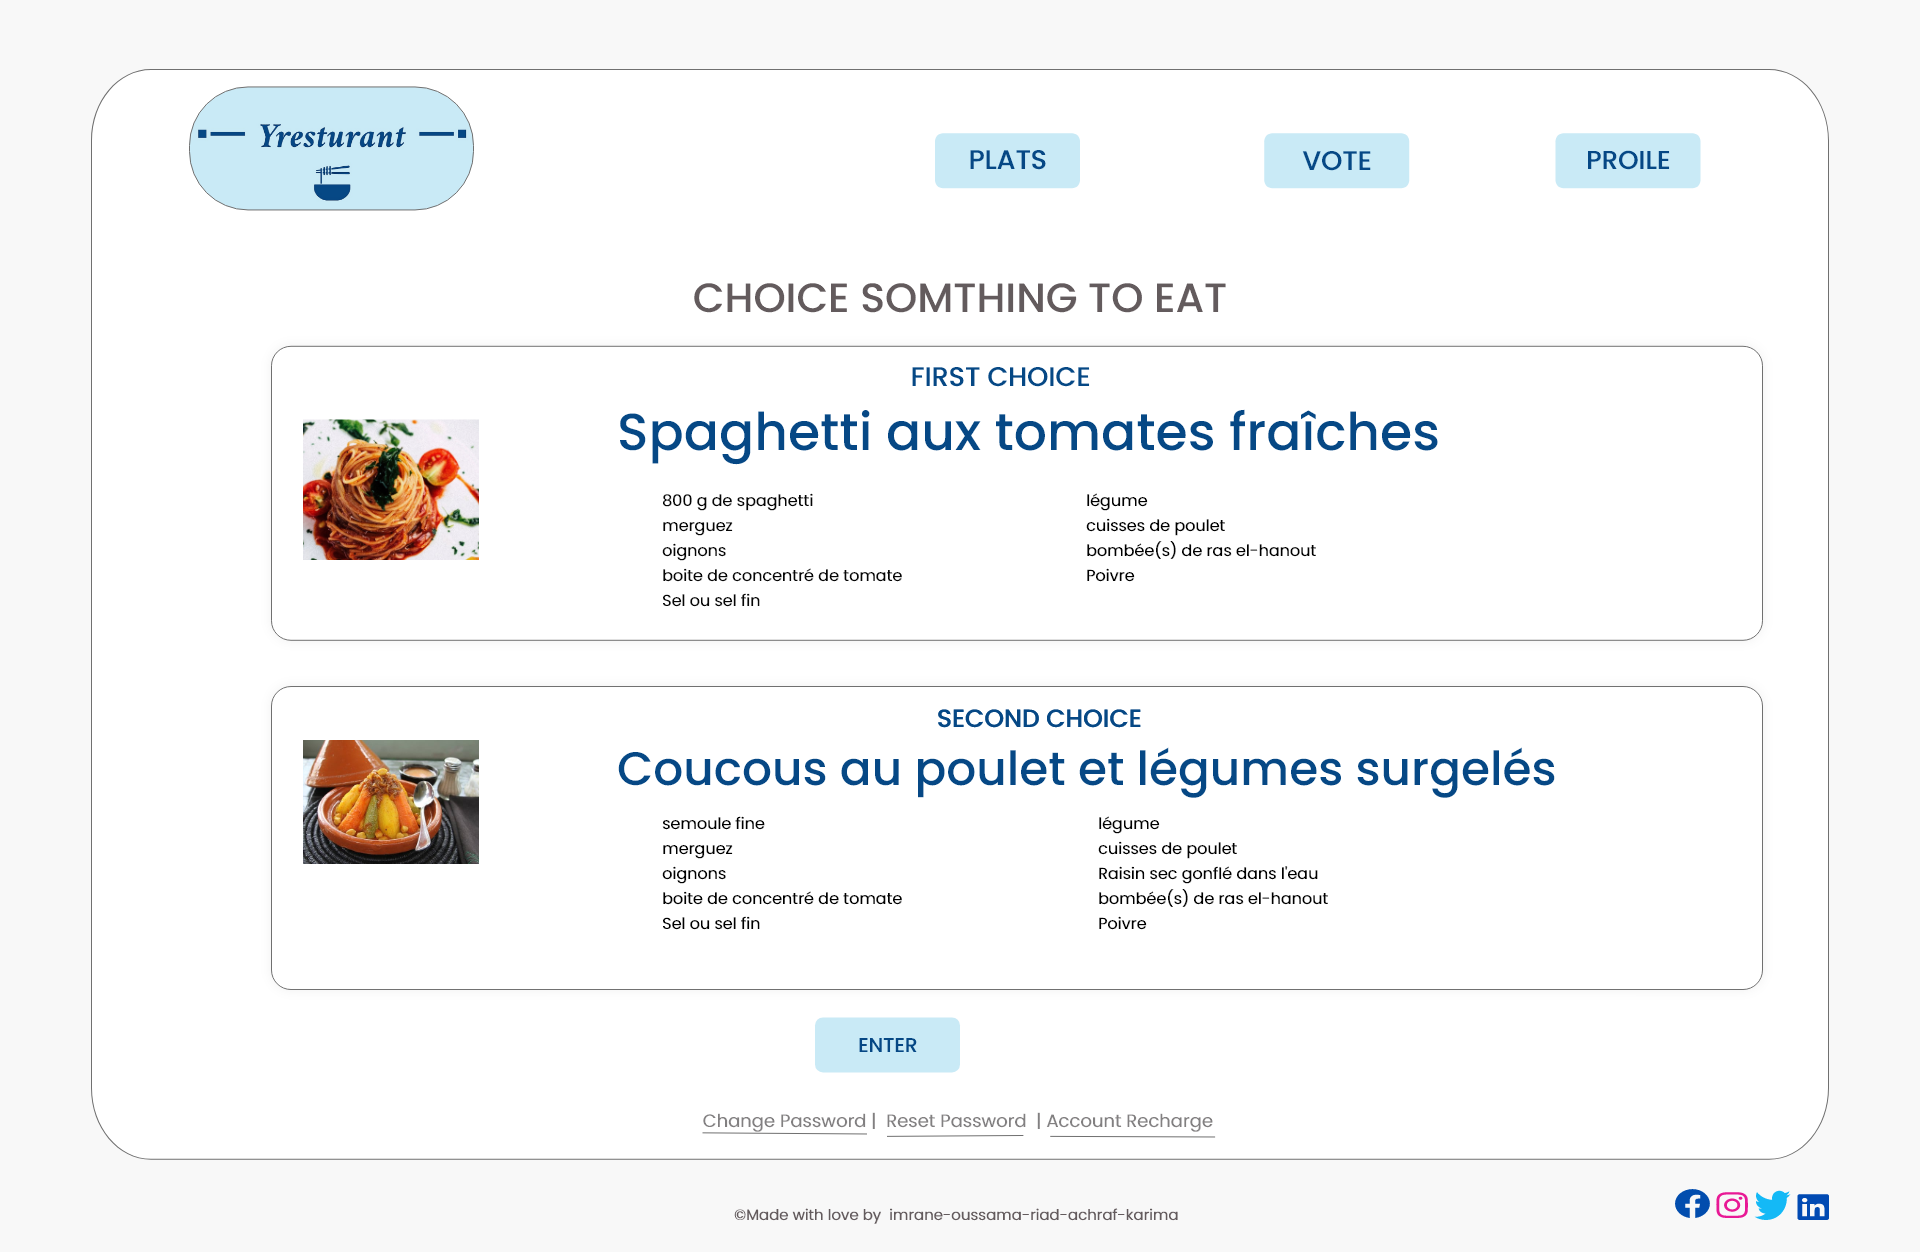 Yresturant
PLATS
VOTE
PROILE
CHOICE SOMTHING TO EAT
FIRST CHOICE
Spaghetti aux tomates fraîches
800 g de spaghetti
merguez
oignons
boite de concentré de tomate
Sel ou sel fin
légume
cuisses de poulet
bombée(s) de ras el-hanout
Poivre
SECOND CHOICE
Coucous au poulet et légumes surgelés
semoule fine
merguez
oignons
boite de concentré de tomate
Sel ou sel fin
légume
cuisses de poulet
Raisin sec gonflé dans l'eau
bombée(s) de ras el-hanout
Poivre
ENTER
Change Password | Reset Password | Account Recharge
©Made with love by imrane-oussama-riad-achraf-karima